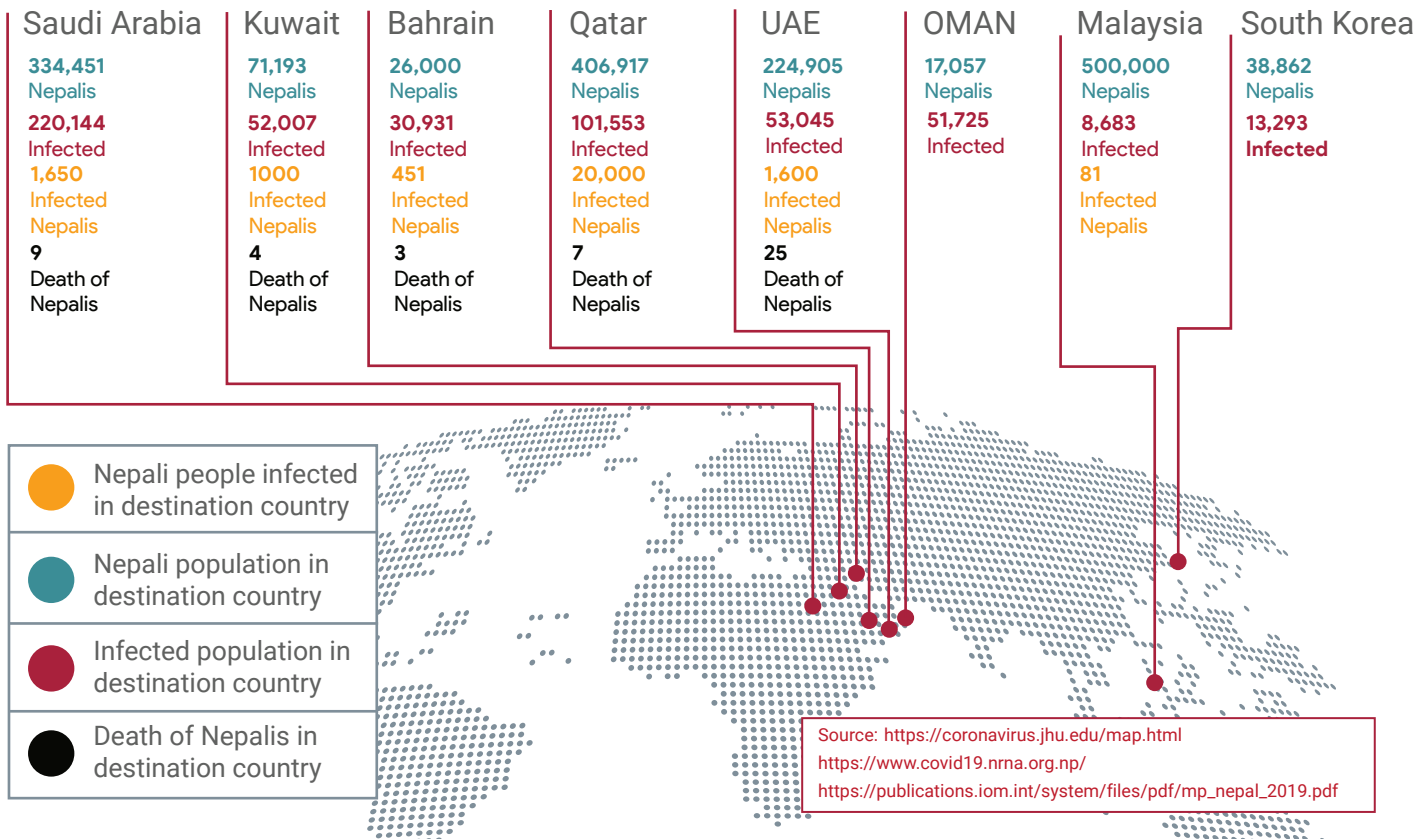 Saudi Arabia
334,451
Nepalis
220,144
Infected
1,650
Infected
Nepalis
9
Death of
Nepalis
Kuwait
71,193
Nepalis
52,007
Infected
1000
Infected
Nepalis
4
Death of
Nepalis
Bahrain
26,000
Nepalis
30,931
Infected
451
Infected
Nepalis
3
Death of
Nepalis
Qatar
406,917
Nepalis
101,553
Infected
20,000
Infected
Nepalis
7
Death of
Nepalis
UAE
224,905
Nepalis
53,045
Infected
1,600
Infected
Nepalis
25
Death of
Nepalis
OMAN
17,057
Nepalis
51,725
Infected
Malaysia
500,000
Nepalis
8,683
Infected
81
Infected
Nepalis
South Korea
38,862
Nepalis
13,293
Infected
Nepali people infected
in destination country
Nepali population in
destination country
Infected population in
destination country
Death of Nepalis in
destination country
Source: https://coronavirus.jhu.edu/map.html
https://www.covid19.nrna.org.np/
https://publications.iom.int/system/files/pdf/mp_nepal_2019.pdf